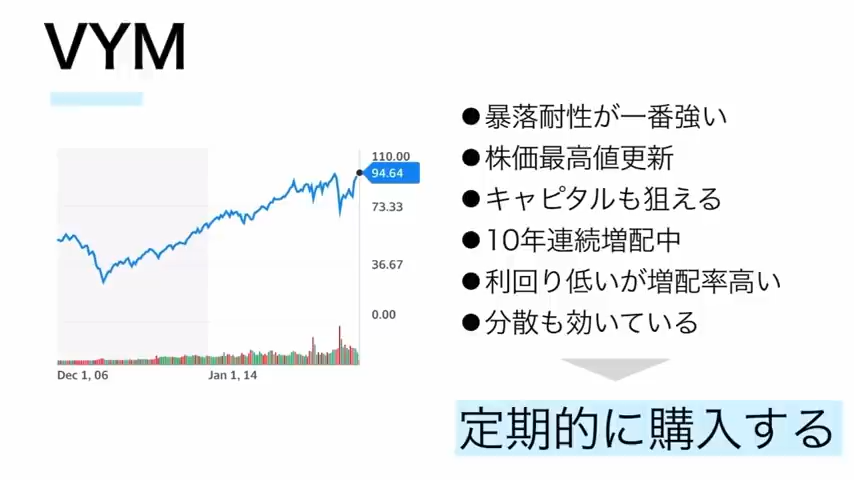 VYM
110.00
94.64
73.33
36.67
0.00
Dec 1, 06
Jan 1, 14
●暴落耐性が一番強い
●株価最高値更新
●キャピタルも狙える
●10年連続増配中
●利回り低いが増配率高い
●分散も効いている
定期的に購入する